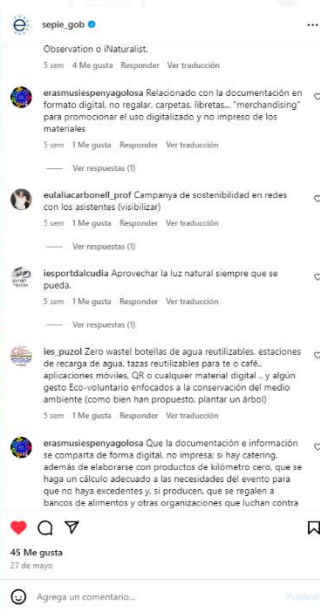 sepie_gob
Observation o iNaturalist.
5 sem 4 Me gusta Responder Ver traducción
erasmusiespenyagolosa Relacionado con la documentación en
formato digital, no regalar, carpetas, libretas... "merchandising"
para promocionar el uso digitalizado y no impreso de los
materiales
5 sem 1 Me gusta Responder Ver traducción
Ver respuestas (1)
eulaliacarbonell_prof Campanya de sostenibilidad en redes
con los asistentes (visibilizar)
Ver respuestas (1)
iesportdalcudia Aprovechar la luz natural siempre que se
pueda.
5 sem 1 Me gusta Responder Ver traducción
Ver respuestas (1)
ies_puzol Zero wastel botellas de agua reutilizables, estaciones
de recarga de agua, tazas reutilizables para te o café..
aplicaciones móviles, QR o cualquier material digital .. y algún
gesto Eco-voluntario enfocados a la conservación del medio
ambiente (como bien han propuesto, plantar un árbol)
5 sem 1 Me gusta Responder Ver traducción
erasmusiespenyagolosa Que la documentación e información
se comparta de forma digital, no impresa; si hay catering,
además de elaborarse con productos de kilómetro cero, que se
haga un cálculo adecuado a las necesidades del evento para
que no haya excedentes y, si producen, que se regalen a
bancos de alimentos y otras organizaciones que luchan contra
45 Me gusta
27 de mayo
Agrega un comentario...
Publicar